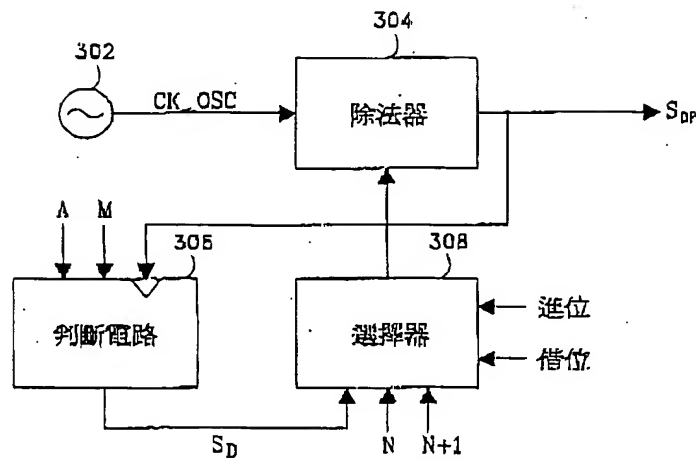 302
304
CK_OSC
除法器
S_DP
A
M
306
308
判斷電路
選擇器
進位
借位
S_D
N
N+1